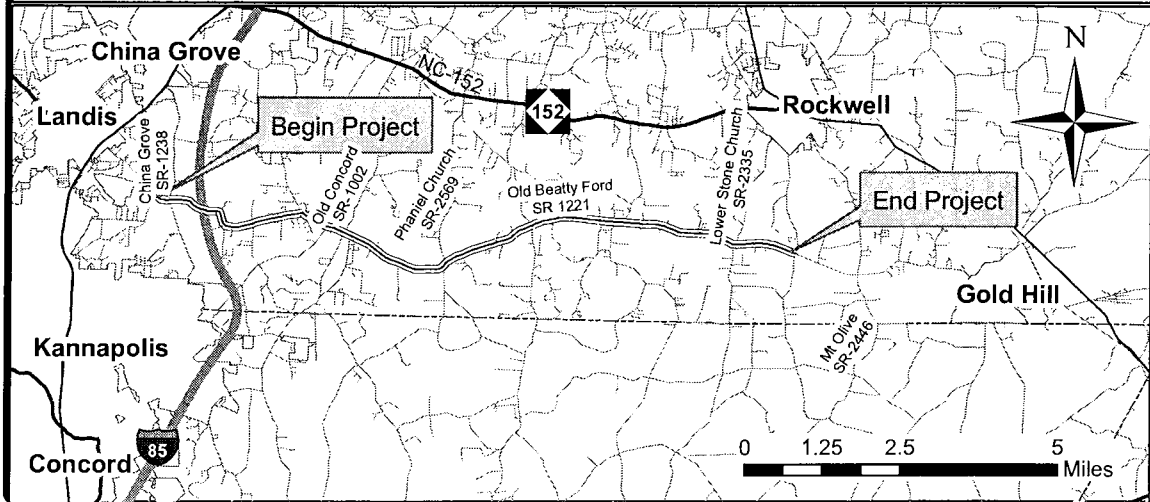 China Grove
N
NC-152
152
Rockwell
Landis
Begin Project
China Grove
SR-1238
Old Concord
SR-1002
Phaniel Church
SR-2569
Old Beatty Ford
SR 1221
Lower Stone Church
SR-2335
End Project
Gold Hill
Kannapolis
Mt Olive
SR-2446
85
Concord
0 1.25 2.5 5
Miles